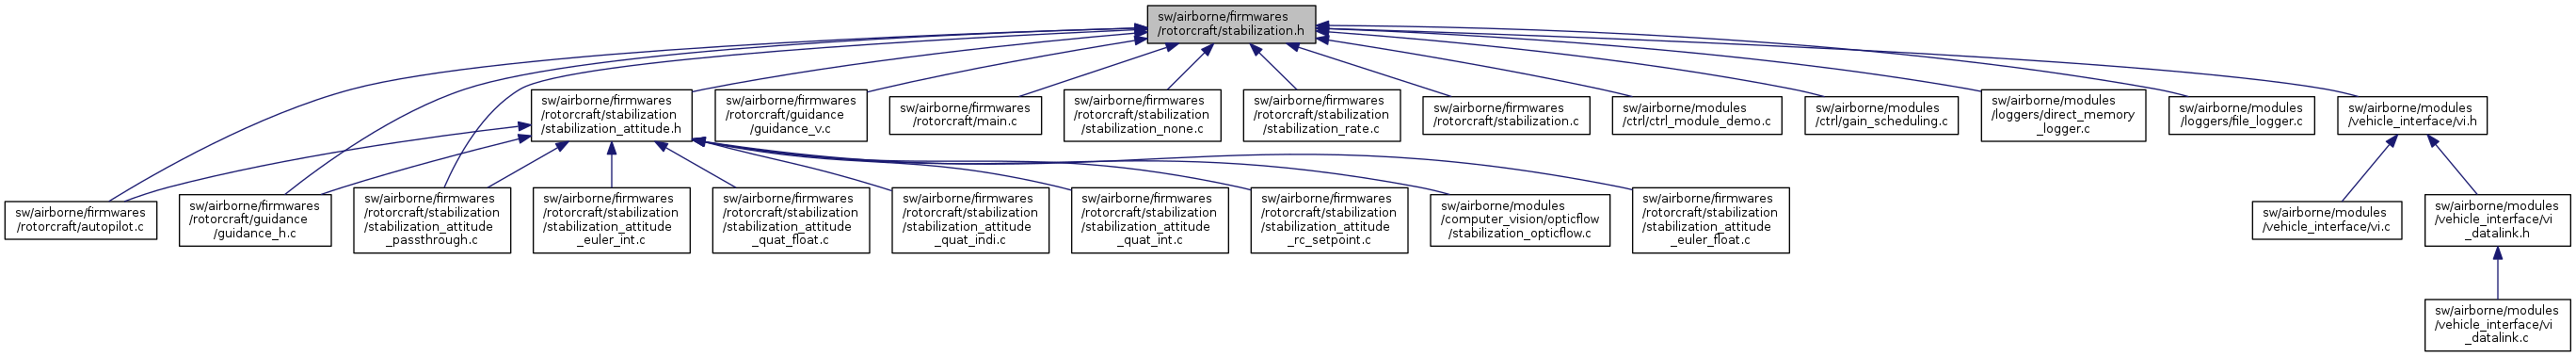 sw/airborne/firmwares
/rotorcraft/stabilization.h
sw/airborne/firmwares
/rotorcraft/stabilization
/stabilization_attitude.h
sw/airborne/firmwares
/rotorcraft/guidance
/guidance_v.c
sw/airborne/firmwares
/rotorcraft/main.c
sw/airborne/firmwares
/rotorcraft/stabilization
/stabilization_none.c
sw/airborne/firmwares
/rotorcraft/stabilization
/stabilization_rate.c
sw/airborne/firmwares
/rotorcraft/stabilization.c
sw/airborne/modules
/ctrl/ctrl_module_demo.c
sw/airborne/modules
/ctrl/gain_scheduling.c
sw/airborne/modules
/loggers/direct_memory
_logger.c
sw/airborne/modules
/loggers/file_logger.c
sw/airborne/modules
/vehicle_interface/vi.h
sw/airborne/firmwares
/rotorcraft/autopilot.c
sw/airborne/firmwares
/rotorcraft/guidance
/guidance_h.c
sw/airborne/firmwares
/rotorcraft/stabilization
/stabilization_attitude
_passthrough.c
sw/airborne/firmwares
/rotorcraft/stabilization
/stabilization_attitude
_euler_int.c
sw/airborne/firmwares
/rotorcraft/stabilization
/stabilization_attitude
_quat_float.c
sw/airborne/firmwares
/rotorcraft/stabilization
/stabilization_attitude
_quat_indi.c
sw/airborne/firmwares
/rotorcraft/stabilization
/stabilization_attitude
_quat_int.c
sw/airborne/firmwares
/rotorcraft/stabilization
/stabilization_attitude
_rc_setpoint.c
sw/airborne/modules
/computer_vision/opticflow
/stabilization_opticflow.c
sw/airborne/firmwares
/rotorcraft/stabilization
/stabilization_attitude
_euler_float.c
sw/airborne/modules
/vehicle_interface/vi.c
sw/airborne/modules
/vehicle_interface/vi
_datalink.h
sw/airborne/modules
/vehicle_interface/vi
_datalink.c